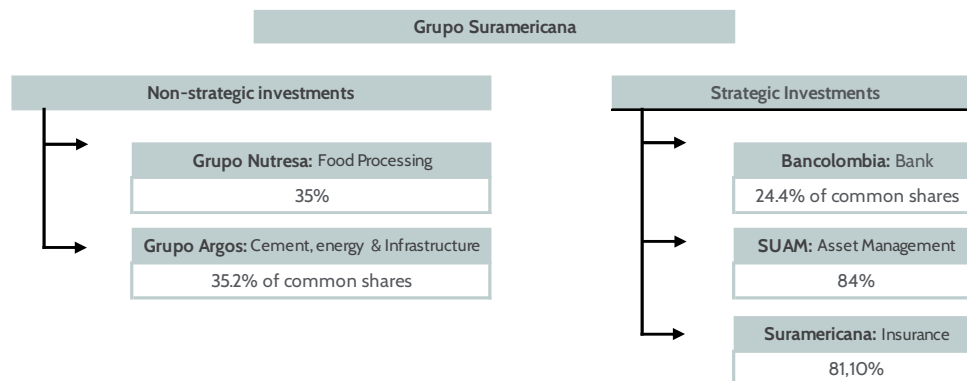 Grupo Suramericana
Non-strategic investments
Grupo Nutresa: Food Processing
35%
Grupo Argos: Cement, energy & Infrastructure
35.2% of common shares
Strategic Investments
Bancolombia: Bank
24.4% of common shares
SUAM: Asset Management
84%
Suramericana: Insurance
81,10%